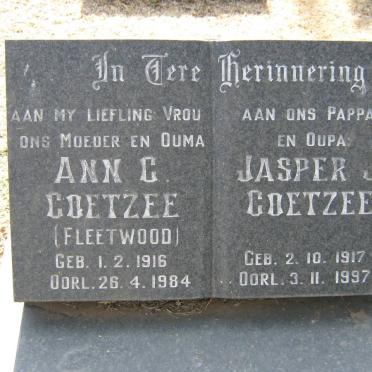 In Tere Herinnering
AAN MY LIEFLING VROU
ONS MOEDER EN OUMA
ANN C.
COETZEE
(FLEETWOOD)
GEB. 1. 2. 1916
OORL. 26. 4. 1984
AAN ONS PAPPA
EN OUPA
JASPER J
COETZEE
GEB. 2. 10. 1917
OORL. 3. 11. 1997